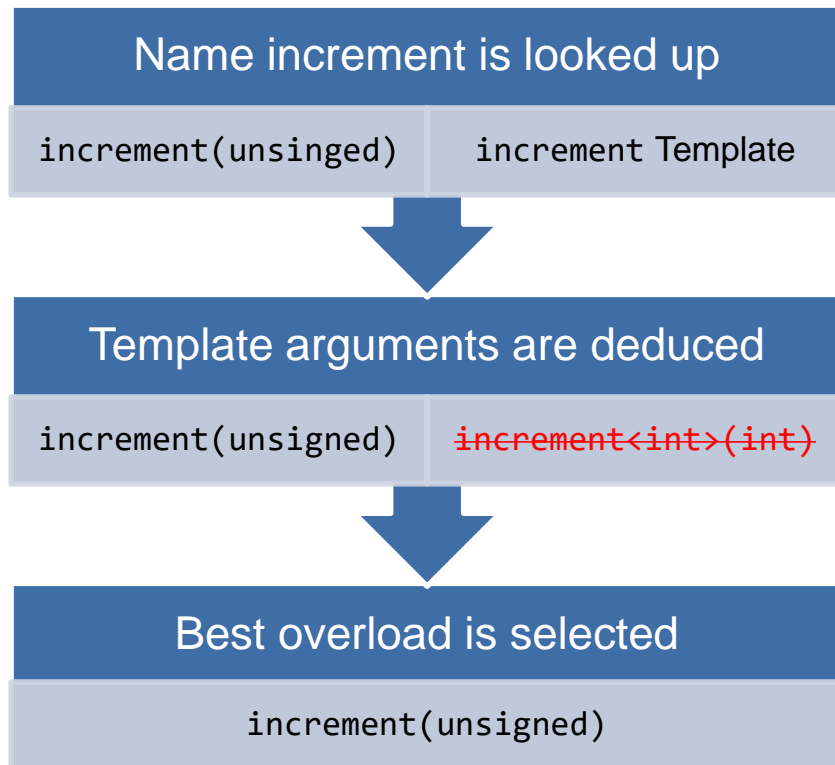 Name increment is looked up
increment(unsinged) increment Template
Template arguments are deduced
increment(unsigned) increment<int>(int)
Best overload is selected
increment(unsigned)